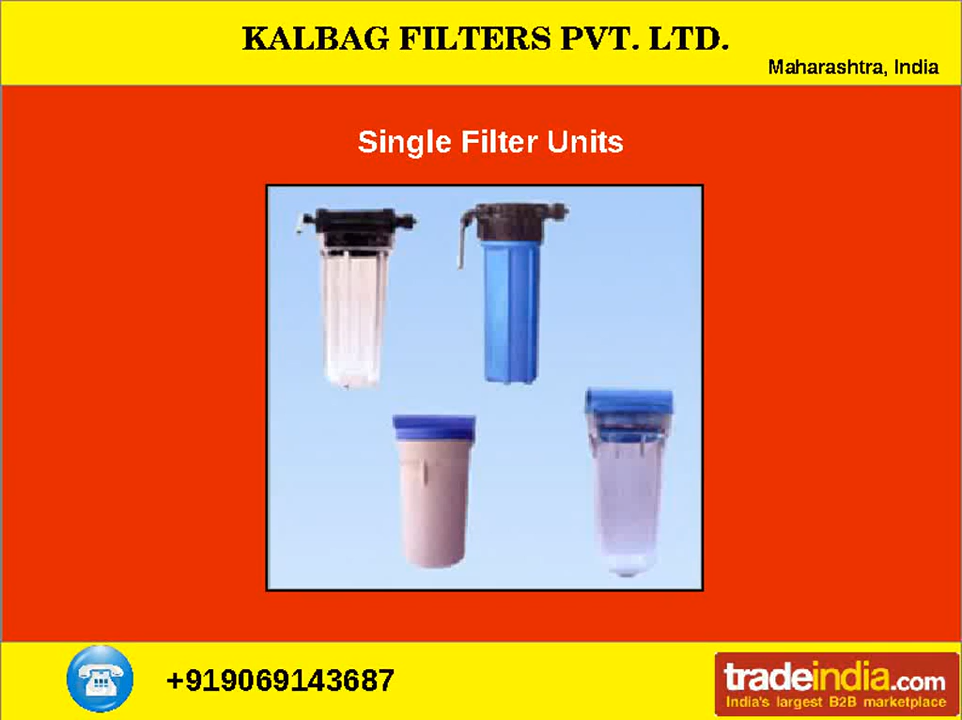 KALBAG FILTERS PVT. LTD.
Maharashtra, India
Single Filter Units
+919069143687
tradeindia.com
India's largest B2B marketplace